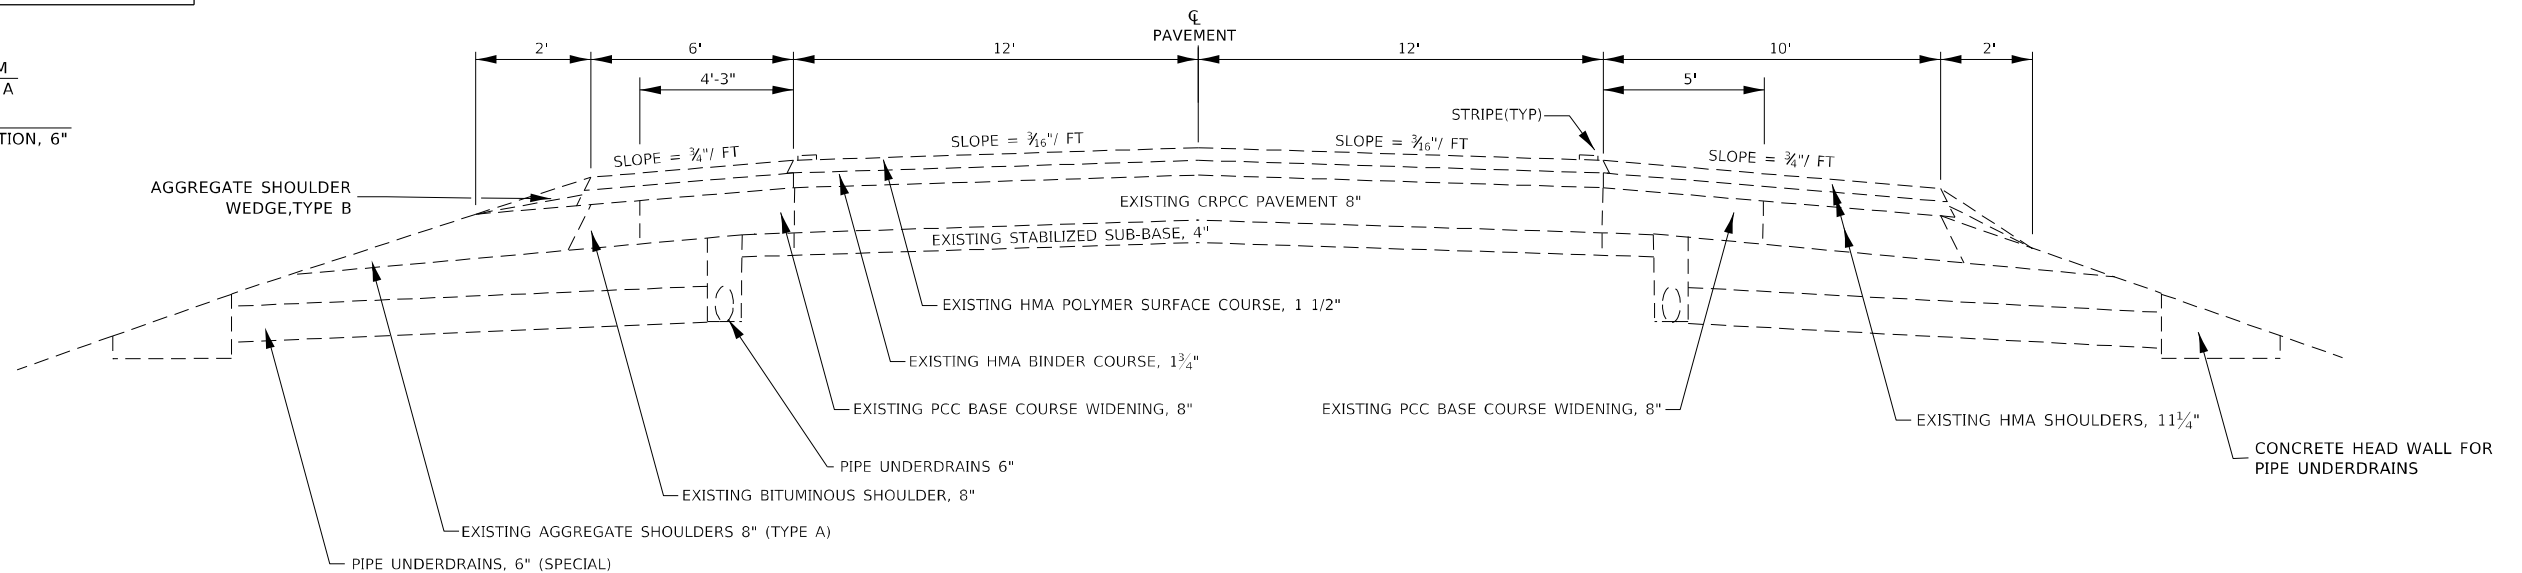 M
A
TION, 6"
℄
PAVEMENT
2'
6'
12'
12'
10'
2'
4'-3"
5'
STRIPE(TYP)
SLOPE = 3/4"/ FT
SLOPE = 3/16"/ FT
SLOPE = 3/16"/ FT
SLOPE = 3/4"/ FT
AGGREGATE SHOULDER
WEDGE,TYPE B
EXISTING CRPCC PAVEMENT 8"
EXISTING STABILIZED SUB-BASE, 4"
EXISTING HMA POLYMER SURFACE COURSE, 1 1/2"
EXISTING HMA BINDER COURSE, 1 3/4"
EXISTING PCC BASE COURSE WIDENING, 8"
EXISTING PCC BASE COURSE WIDENING, 8"
EXISTING HMA SHOULDERS, 11 1/4"
CONCRETE HEAD WALL FOR
PIPE UNDERDRAINS
PIPE UNDERDRAINS 6"
EXISTING BITUMINOUS SHOULDER, 8"
EXISTING AGGREGATE SHOULDERS 8" (TYPE A)
PIPE UNDERDRAINS, 6" (SPECIAL)